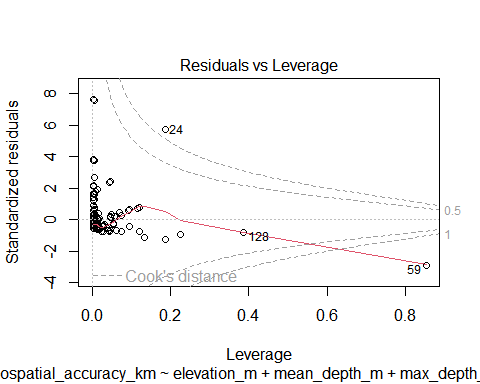 Residuals vs Leverage
Standardized residuals
8
6
4
2
0
-2
-4
24
128
59
0.5
1
Cook's distance
0.0 0.2 0.4 0.6 0.8
Leverage
ospatial_accuracy_km ~ elevation_m + mean_depth_m + max_depth_